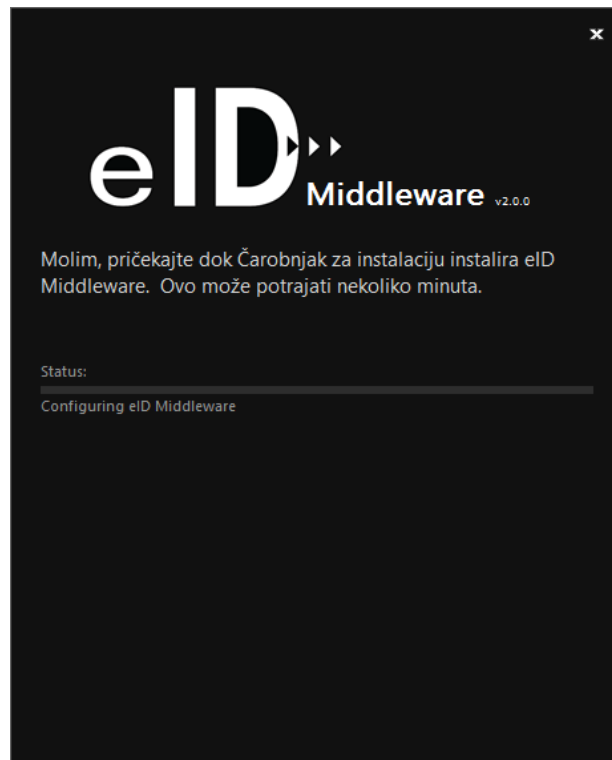 eID
Middleware v2.0.0
Molim, pričekajte dok Čarobnjak za instalaciju instalira eID
Middleware.  Ovo može potrajati nekoliko minuta.
Status:
Configuring eID Middleware